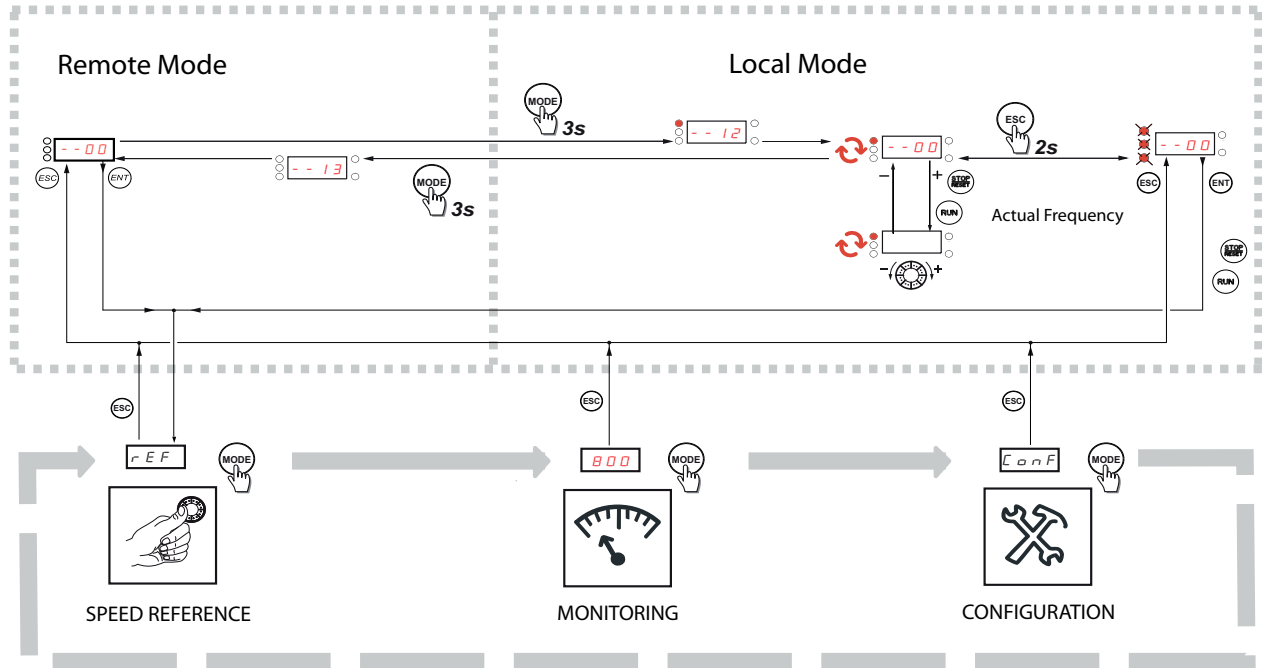 Remote Mode
Local Mode
MODE
3s
- - 12
- - 00
ESC
ENT
- - 13
MODE
3s
- - 00
- +
STOP RESET
RUN
- +
ESC
2s
- - 00
ESC
ENT
Actual Frequency
STOP RESET
RUN
ESC
ESC
ESC
rEF
MODE
800
MODE
ConF
MODE
SPEED REFERENCE
MONITORING
CONFIGURATION